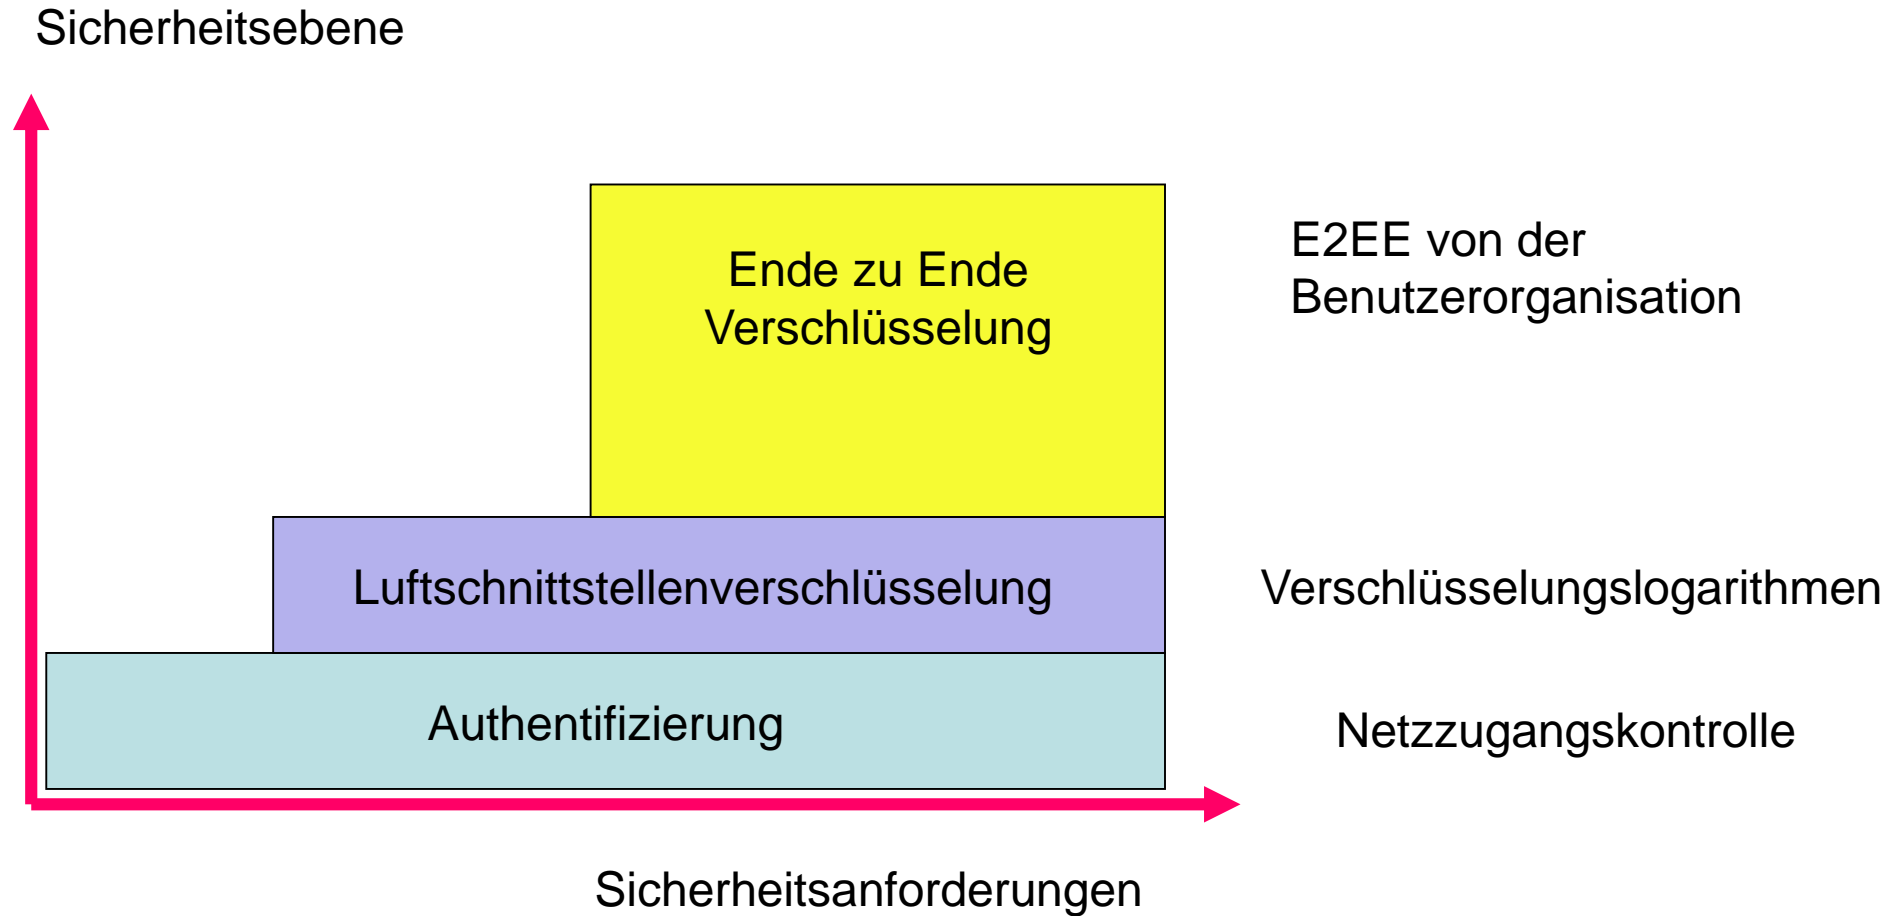 Sicherheitsebene
Ende zu Ende
Verschlüsselung
E2EE von der
Benutzerorganisation
Luftschnittstellenverschlüsselung
Verschlüsselungslogarithmen
Authentifizierung
Netzzugangskontrolle
Sicherheitsanforderungen